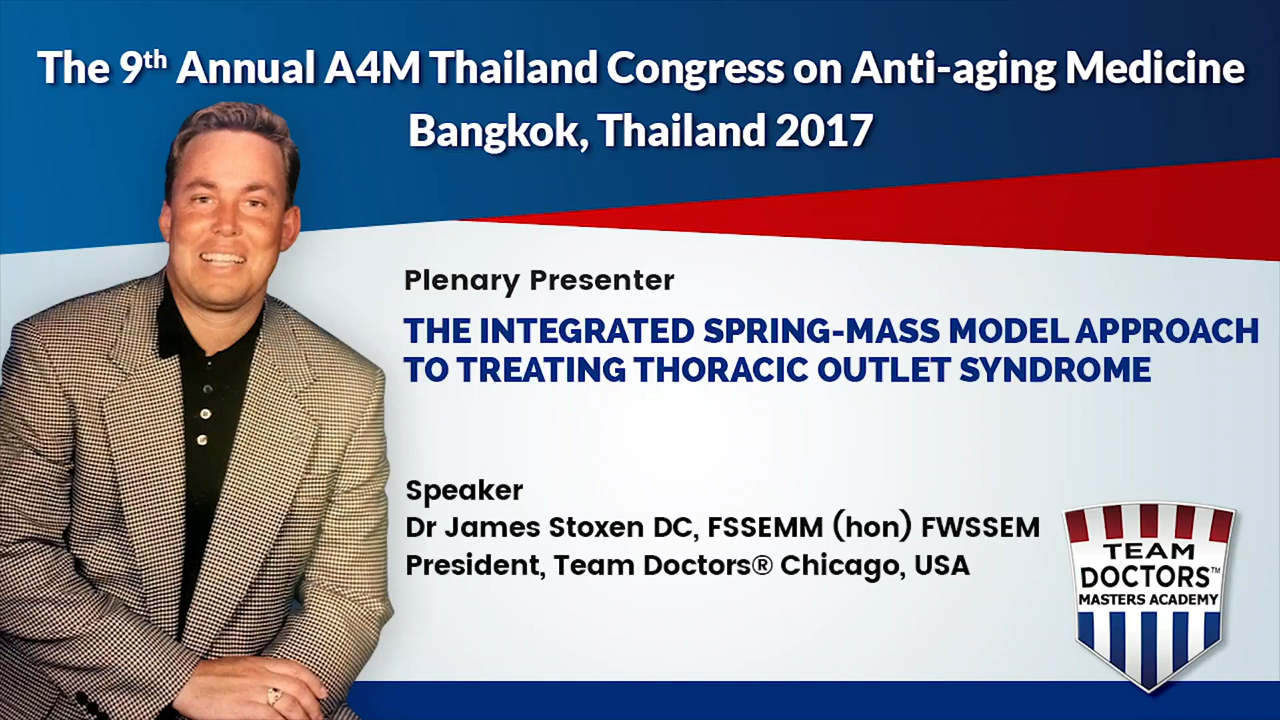 The 9th Annual A4M Thailand Congress on Anti-aging Medicine
Bangkok, Thailand 2017
Plenary Presenter
THE INTEGRATED SPRING-MASS MODEL APPROACH
TO TREATING THORACIC OUTLET SYNDROME
Speaker
Dr James Stoxen DC, FSSEMM (hon) FWSSEM
President, Team Doctors® Chicago, USA
TEAM
DOCTORS™
MASTERS ACADEMY